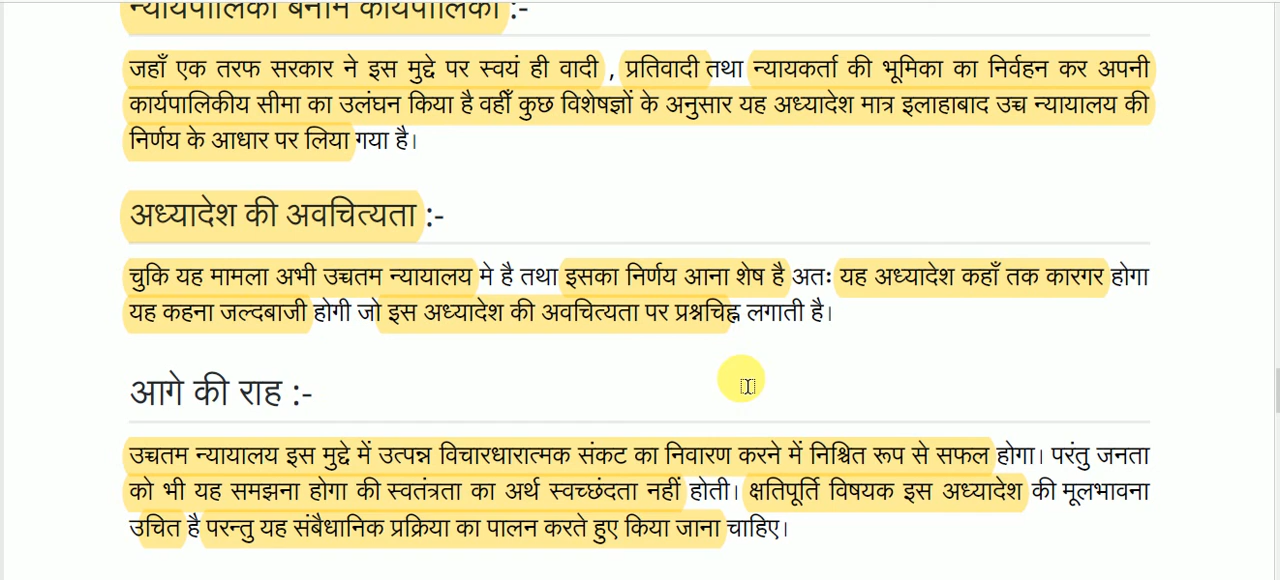 न्यायपालिका बनाम कार्यपालिका :-
जहाँ एक तरफ सरकार ने इस मुद्दे पर स्वयं ही वादी , प्रतिवादी तथा न्यायकर्ता की भूमिका का निर्वहन कर अपनी
कार्यपालिकीय सीमा का उलंघन किया है वहीँ कुछ विशेषज्ञों के अनुसार यह अध्यादेश मात्र इलाहाबाद उच्च न्यायालय की
निर्णय के आधार पर लिया गया है।
अध्यादेश की अवचित्यता :-
चुकि यह मामला अभी उच्चतम न्यायालय मे है तथा इसका निर्णय आना शेष है अतः यह अध्यादेश कहाँ तक कारगर होगा
यह कहना जल्दबाजी होगी जो इस अध्यादेश की अवचित्यता पर प्रश्नचिह्न लगाती है।
आगे की राह :-
उच्चतम न्यायालय इस मुद्दे में उत्पन्न विचारधारात्मक संकट का निवारण करने में निश्चित रूप से सफल होगा। परंतु जनता
को भी यह समझना होगा की स्वतंत्रता का अर्थ स्वच्छंदता नहीं होती। क्षतिपूर्ति विषयक इस अध्यादेश की मूलभावना
उचित है परन्तु यह संबैधानिक प्रक्रिया का पालन करते हुए किया जाना चाहिए।